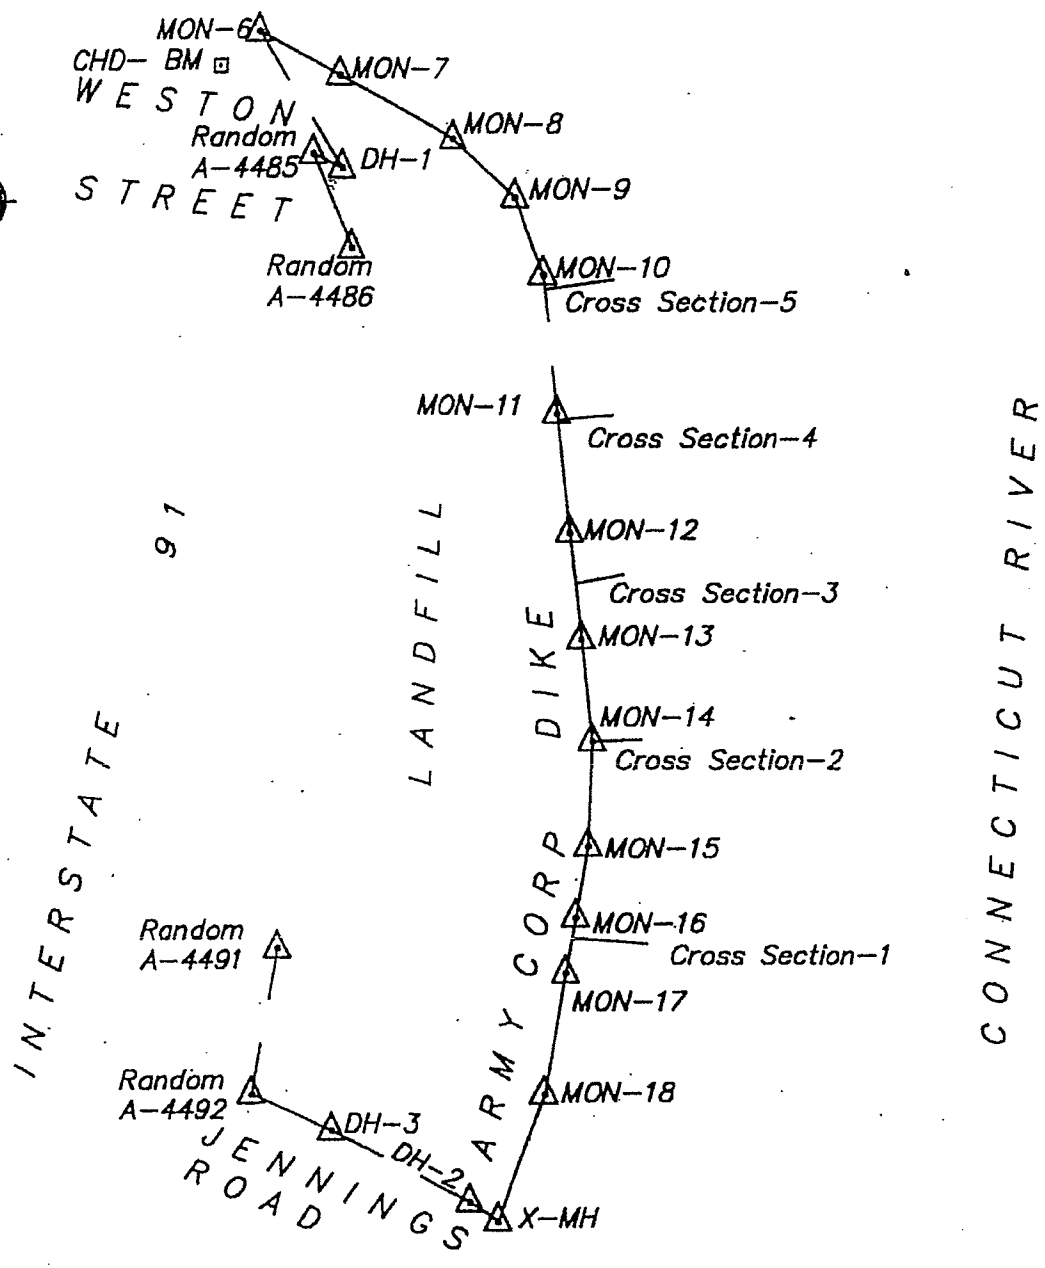 MON-6
CHD- BM
MON-7
WESTON
STREET
MON-8
Random
A-4485
DH-1
MON-9
Random
A-4486
MON-10
Cross Section-5
MON-11
Cross Section-4
MON-12
Cross Section-3
MON-13
MON-14
Cross Section-2
MON-15
MON-16
Cross Section-1
MON-17
MON-18
LANDFILL
ARMY CORP DIKE
CONNECTICUT RIVER
INTERSTATE 91
Random
A-4491
Random
A-4492
DH-3
DH-2
X-MH
JENNINGS
ROAD